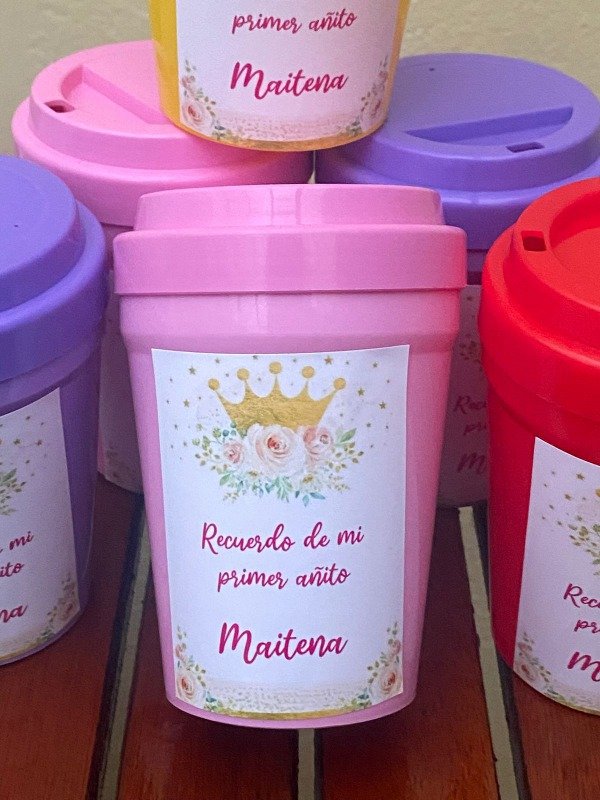 primer añito
Maitena
Recuerdo de mi
primer añito
Maitena